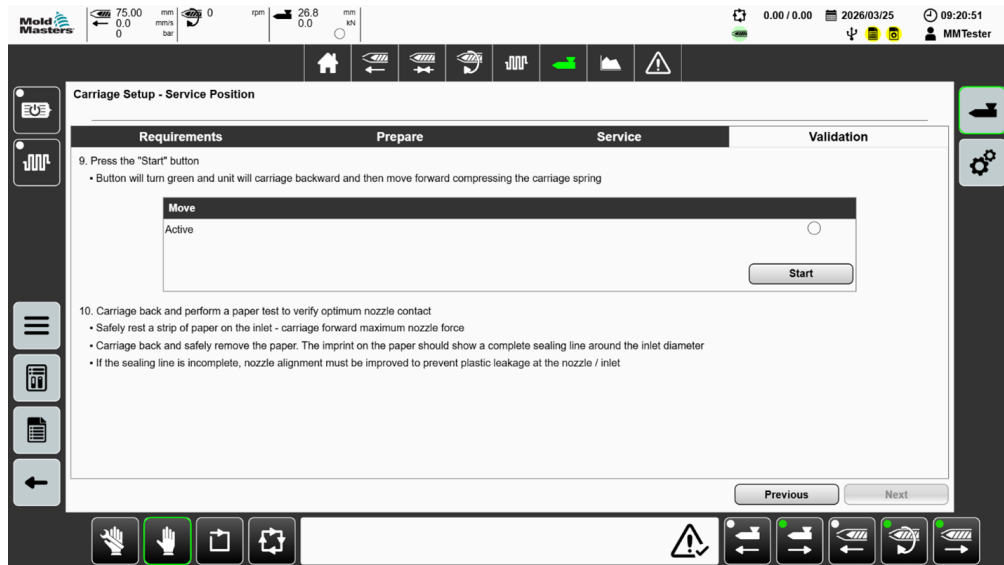 Mold
Masters
75.00 mm
0.0 mm/s
0 bar
0 rpm
26.8 mm
0.0 kN
0.00 / 0.00
2026/03/25
09:20:51
MMTester
Carriage Setup - Service Position
Requirements
Prepare
Service
Validation
9. Press the "Start" button
• Button will turn green and unit will carriage backward and then move forward compressing the carriage spring
Move
Active
Start
10. Carriage back and perform a paper test to verify optimum nozzle contact
• Safely rest a strip of paper on the inlet - carriage forward maximum nozzle force
• Carriage back and safely remove the paper. The imprint on the paper should show a complete sealing line around the inlet diameter
• If the sealing line is incomplete, nozzle alignment must be improved to prevent plastic leakage at the nozzle / inlet
Previous
Next